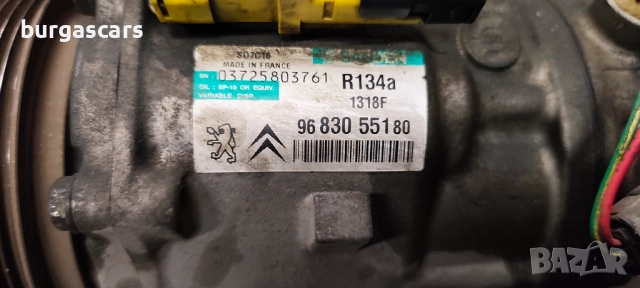 burgascars
SD7C16
MADE IN FRANCE
SN 03725803761
OIL : SP-10 OR EQUIV.
VARIABLE DISP.
R134a
1318F
96 830 551 80
BAZAR